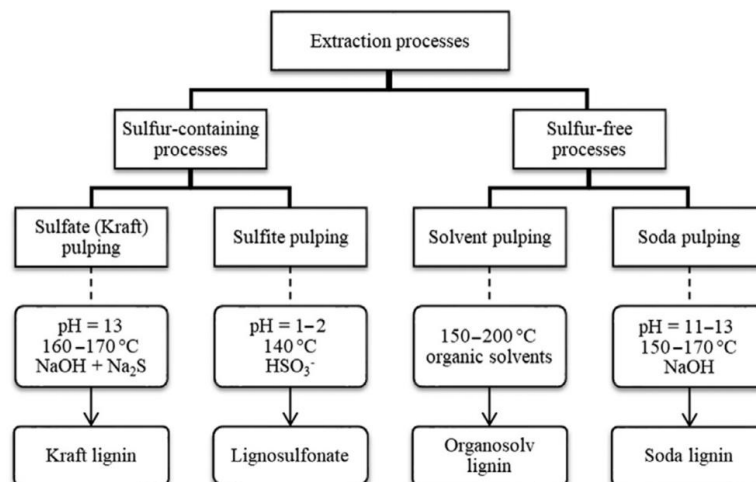 Extraction processes
Sulfur-containing
processes
Sulfur-free
processes
Sulfate (Kraft)
pulping
Sulfite pulping
Solvent pulping
Soda pulping
pH = 13
160–170 °C
NaOH + Na₂S
pH = 1–2
140 °C
HSO₃⁻
150–200 °C
organic solvents
pH = 11–13
150–170 °C
NaOH
Kraft lignin
Lignosulfonate
Organosolv
lignin
Soda lignin